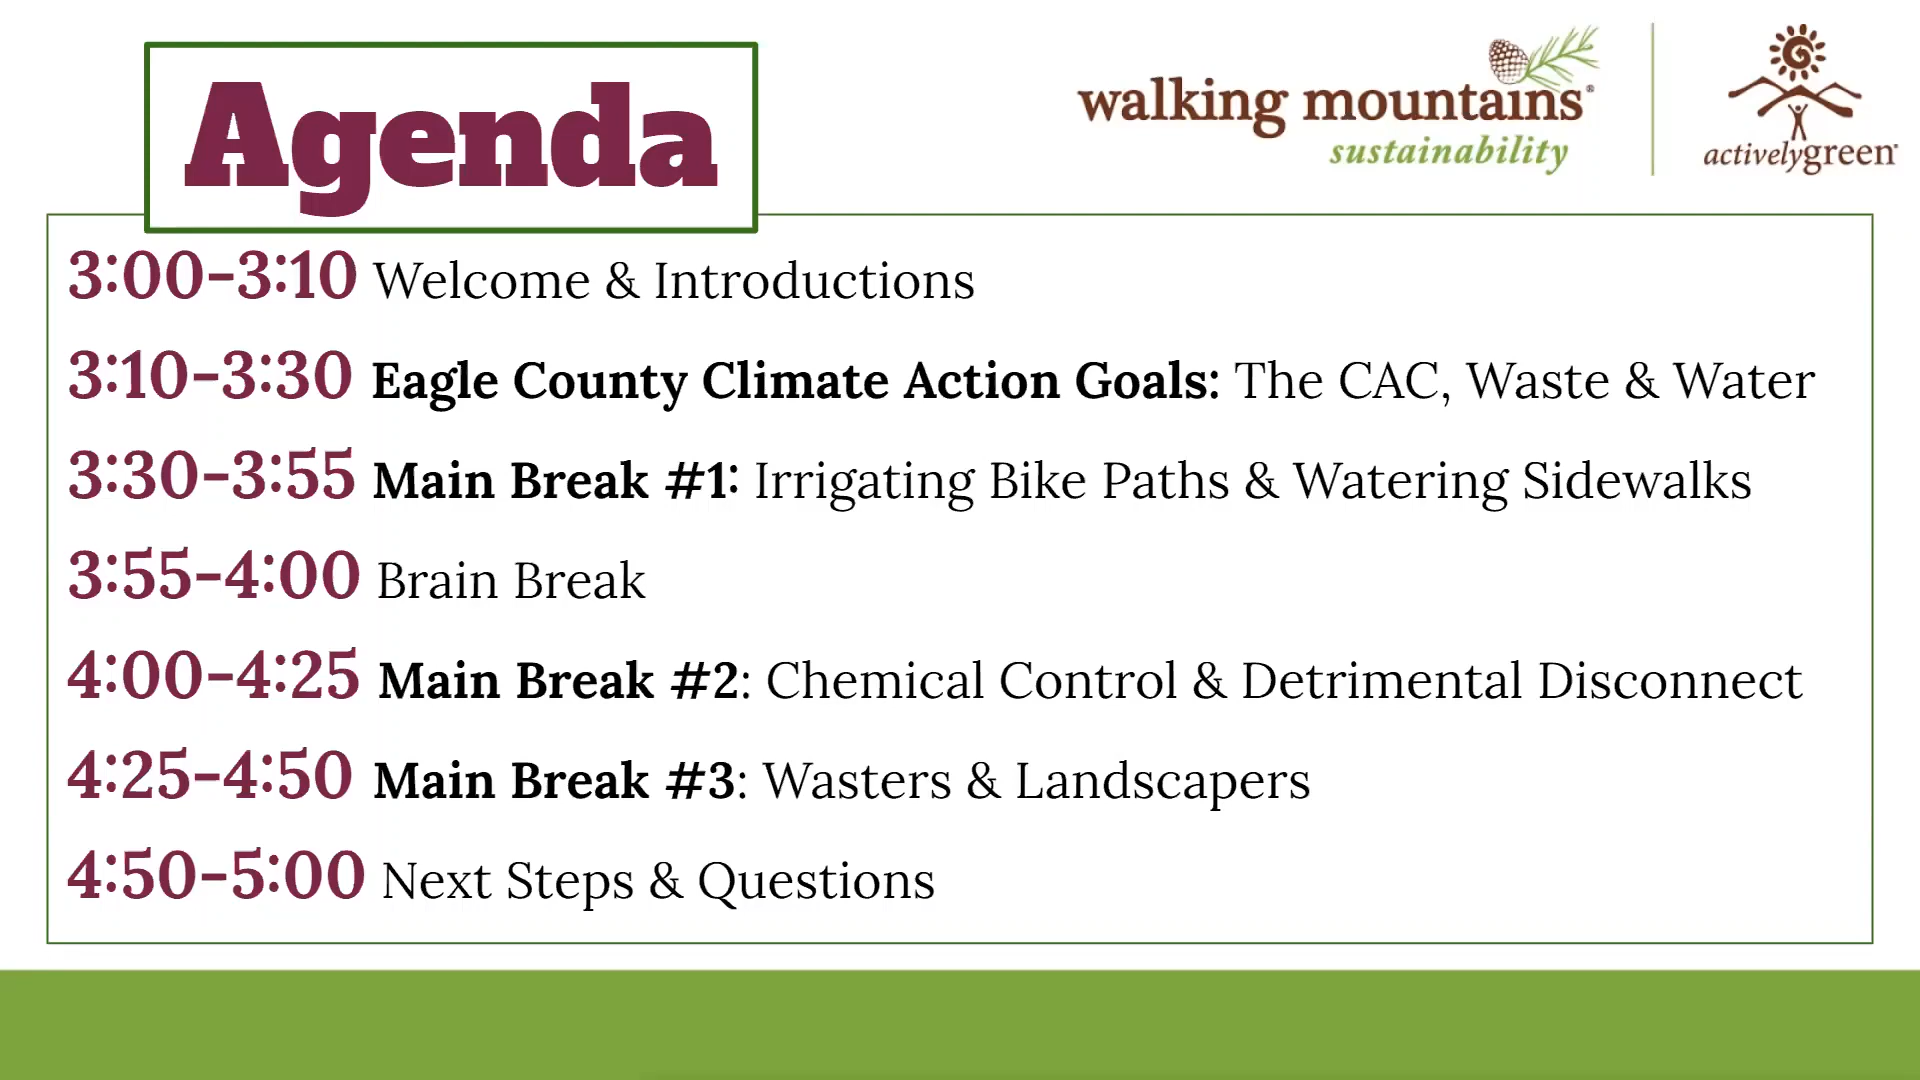 Agenda
walking mountains®
sustainability
activelygreen
3:00-3:10 Welcome & Introductions
3:10-3:30 Eagle County Climate Action Goals: The CAC, Waste & Water
3:30-3:55 Main Break #1: Irrigating Bike Paths & Watering Sidewalks
3:55-4:00 Brain Break
4:00-4:25 Main Break #2: Chemical Control & Detrimental Disconnect
4:25-4:50 Main Break #3: Wasters & Landscapers
4:50-5:00 Next Steps & Questions